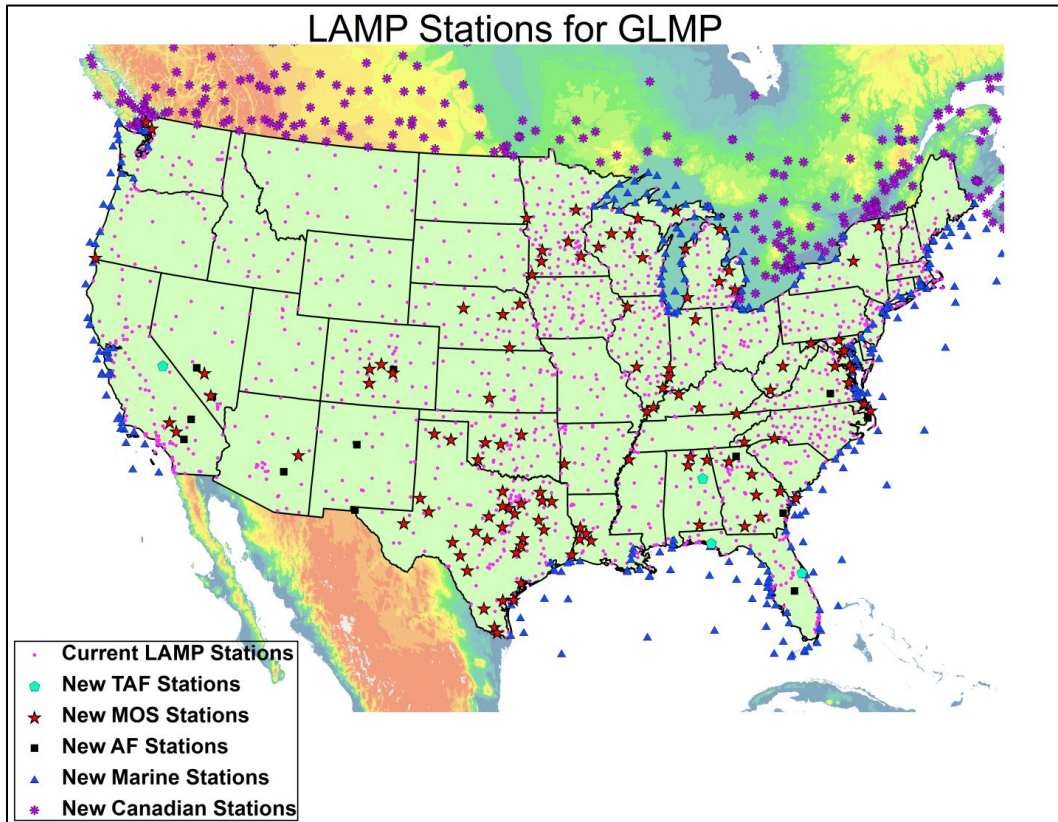 LAMP Stations for GLMP
Current LAMP Stations
New TAF Stations
New MOS Stations
New AF Stations
New Marine Stations
New Canadian Stations